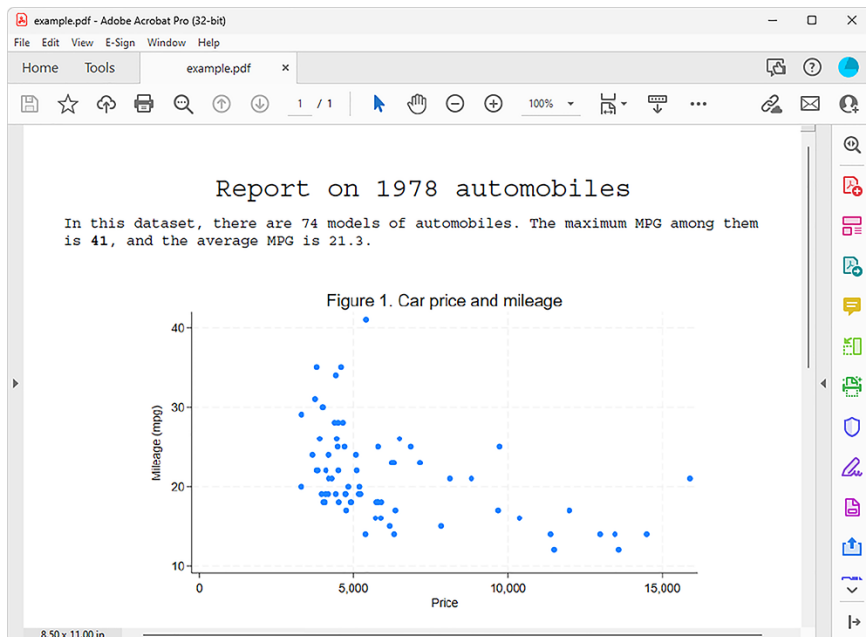 example.pdf - Adobe Acrobat Pro (32-bit)
File Edit View E-Sign Window Help
Home Tools example.pdf ×
1 / 1 100%
Report on 1978 automobiles
In this dataset, there are 74 models of automobiles. The maximum MPG among them
is 41, and the average MPG is 21.3.
Figure 1. Car price and mileage
Mileage (mpg)
40
30
20
10
0 5,000 10,000 15,000
Price
8.50 x 11.00 in